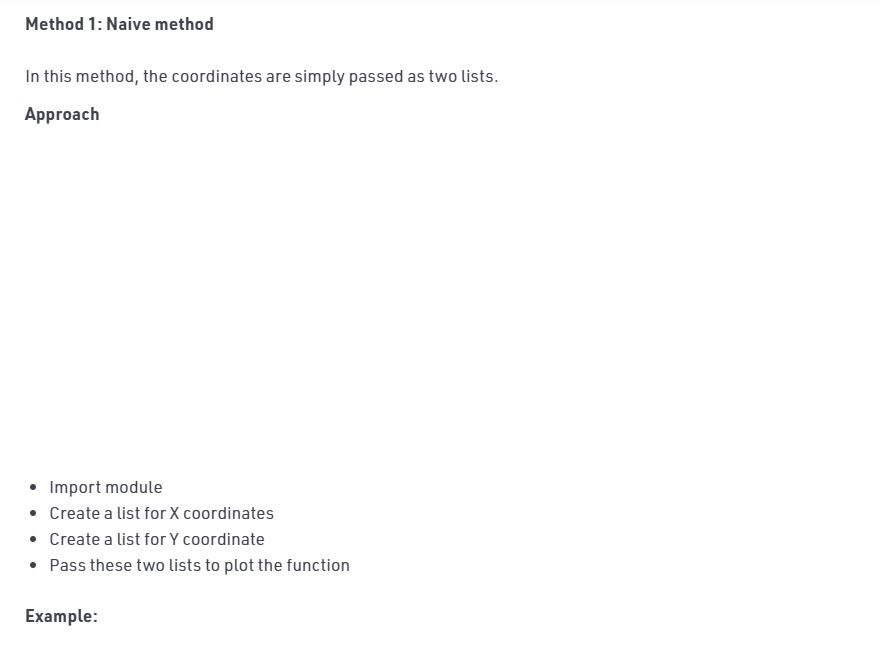 Method 1: Naive method
In this method, the coordinates are simply passed as two lists.
Approach
• Import module
• Create a list for X coordinates
• Create a list for Y coordinate
• Pass these two lists to plot the function
Example: